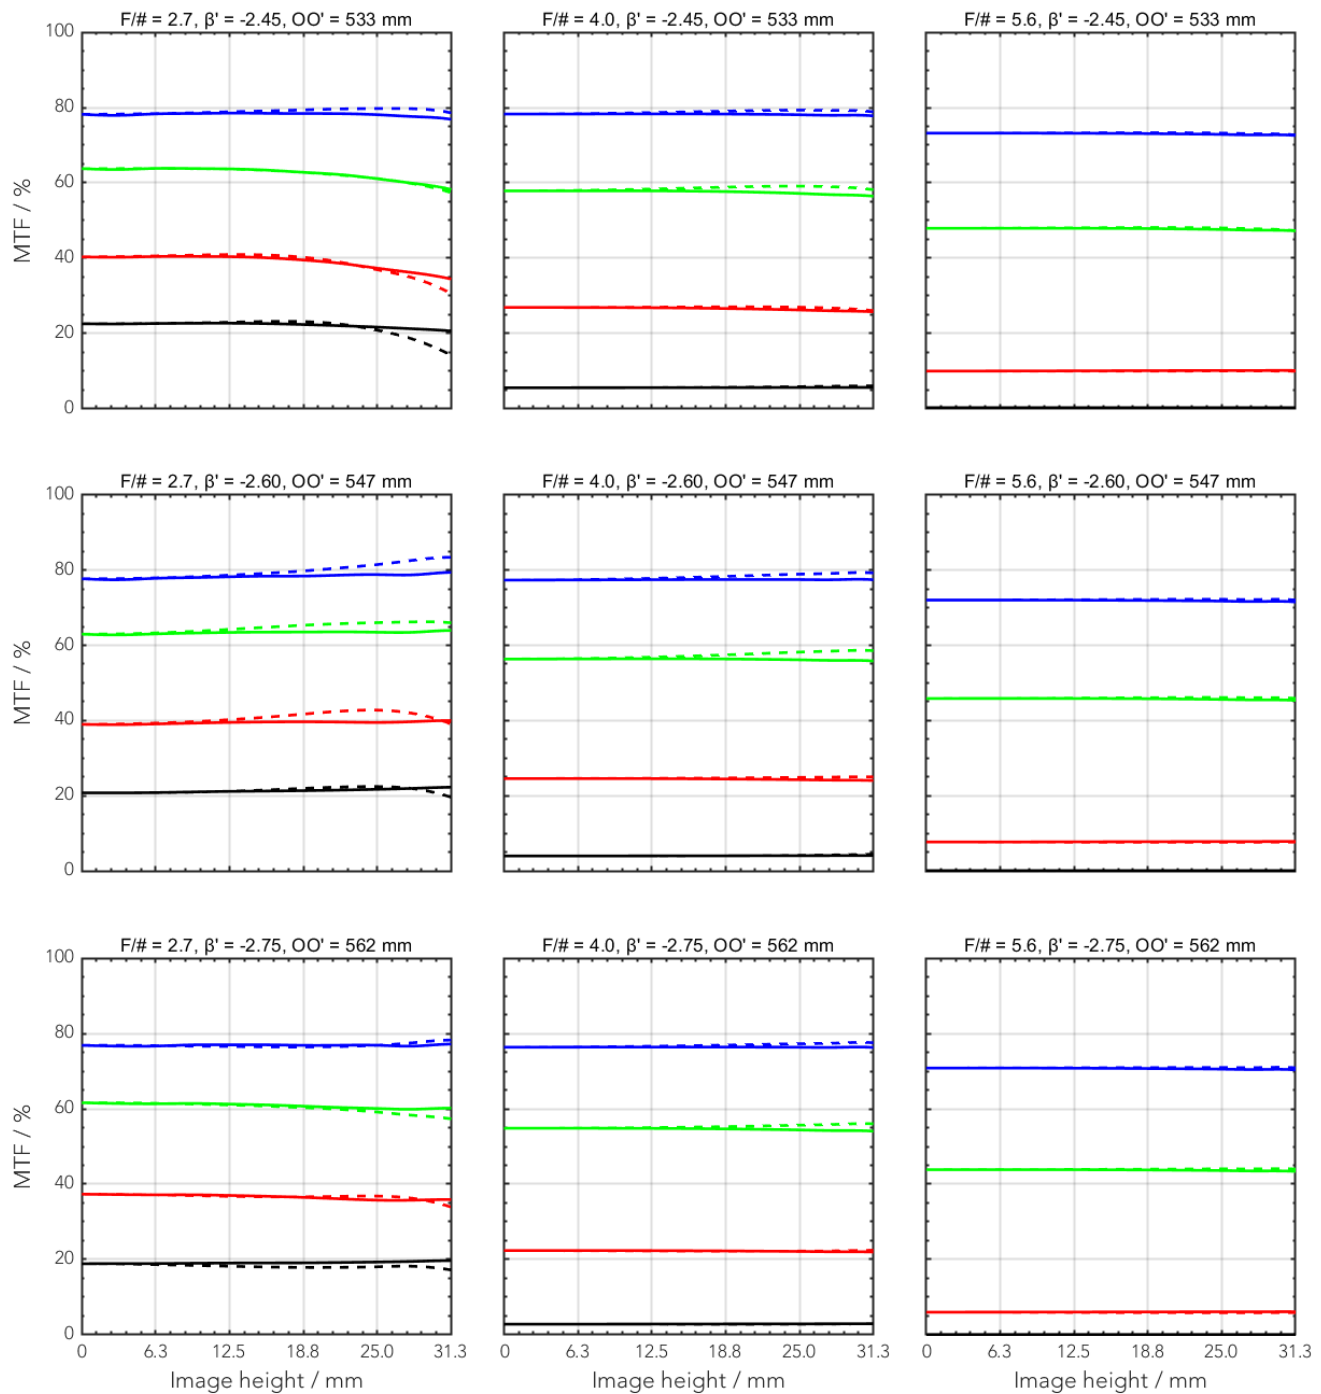 F/# = 2.7, β' = -2.45, OO' = 533 mm
F/# = 4.0, β' = -2.45, OO' = 533 mm
F/# = 5.6, β' = -2.45, OO' = 533 mm
100
80
60
40
20
0
MTF / %
F/# = 2.7, β' = -2.60, OO' = 547 mm
F/# = 4.0, β' = -2.60, OO' = 547 mm
F/# = 5.6, β' = -2.60, OO' = 547 mm
100
80
60
40
20
0
MTF / %
F/# = 2.7, β' = -2.75, OO' = 562 mm
F/# = 4.0, β' = -2.75, OO' = 562 mm
F/# = 5.6, β' = -2.75, OO' = 562 mm
100
80
60
40
20
0
MTF / %
0 6.3 12.5 18.8 25.0 31.3
0 6.3 12.5 18.8 25.0 31.3
0 6.3 12.5 18.8 25.0 31.3
Image height / mm
Image height / mm
Image height / mm